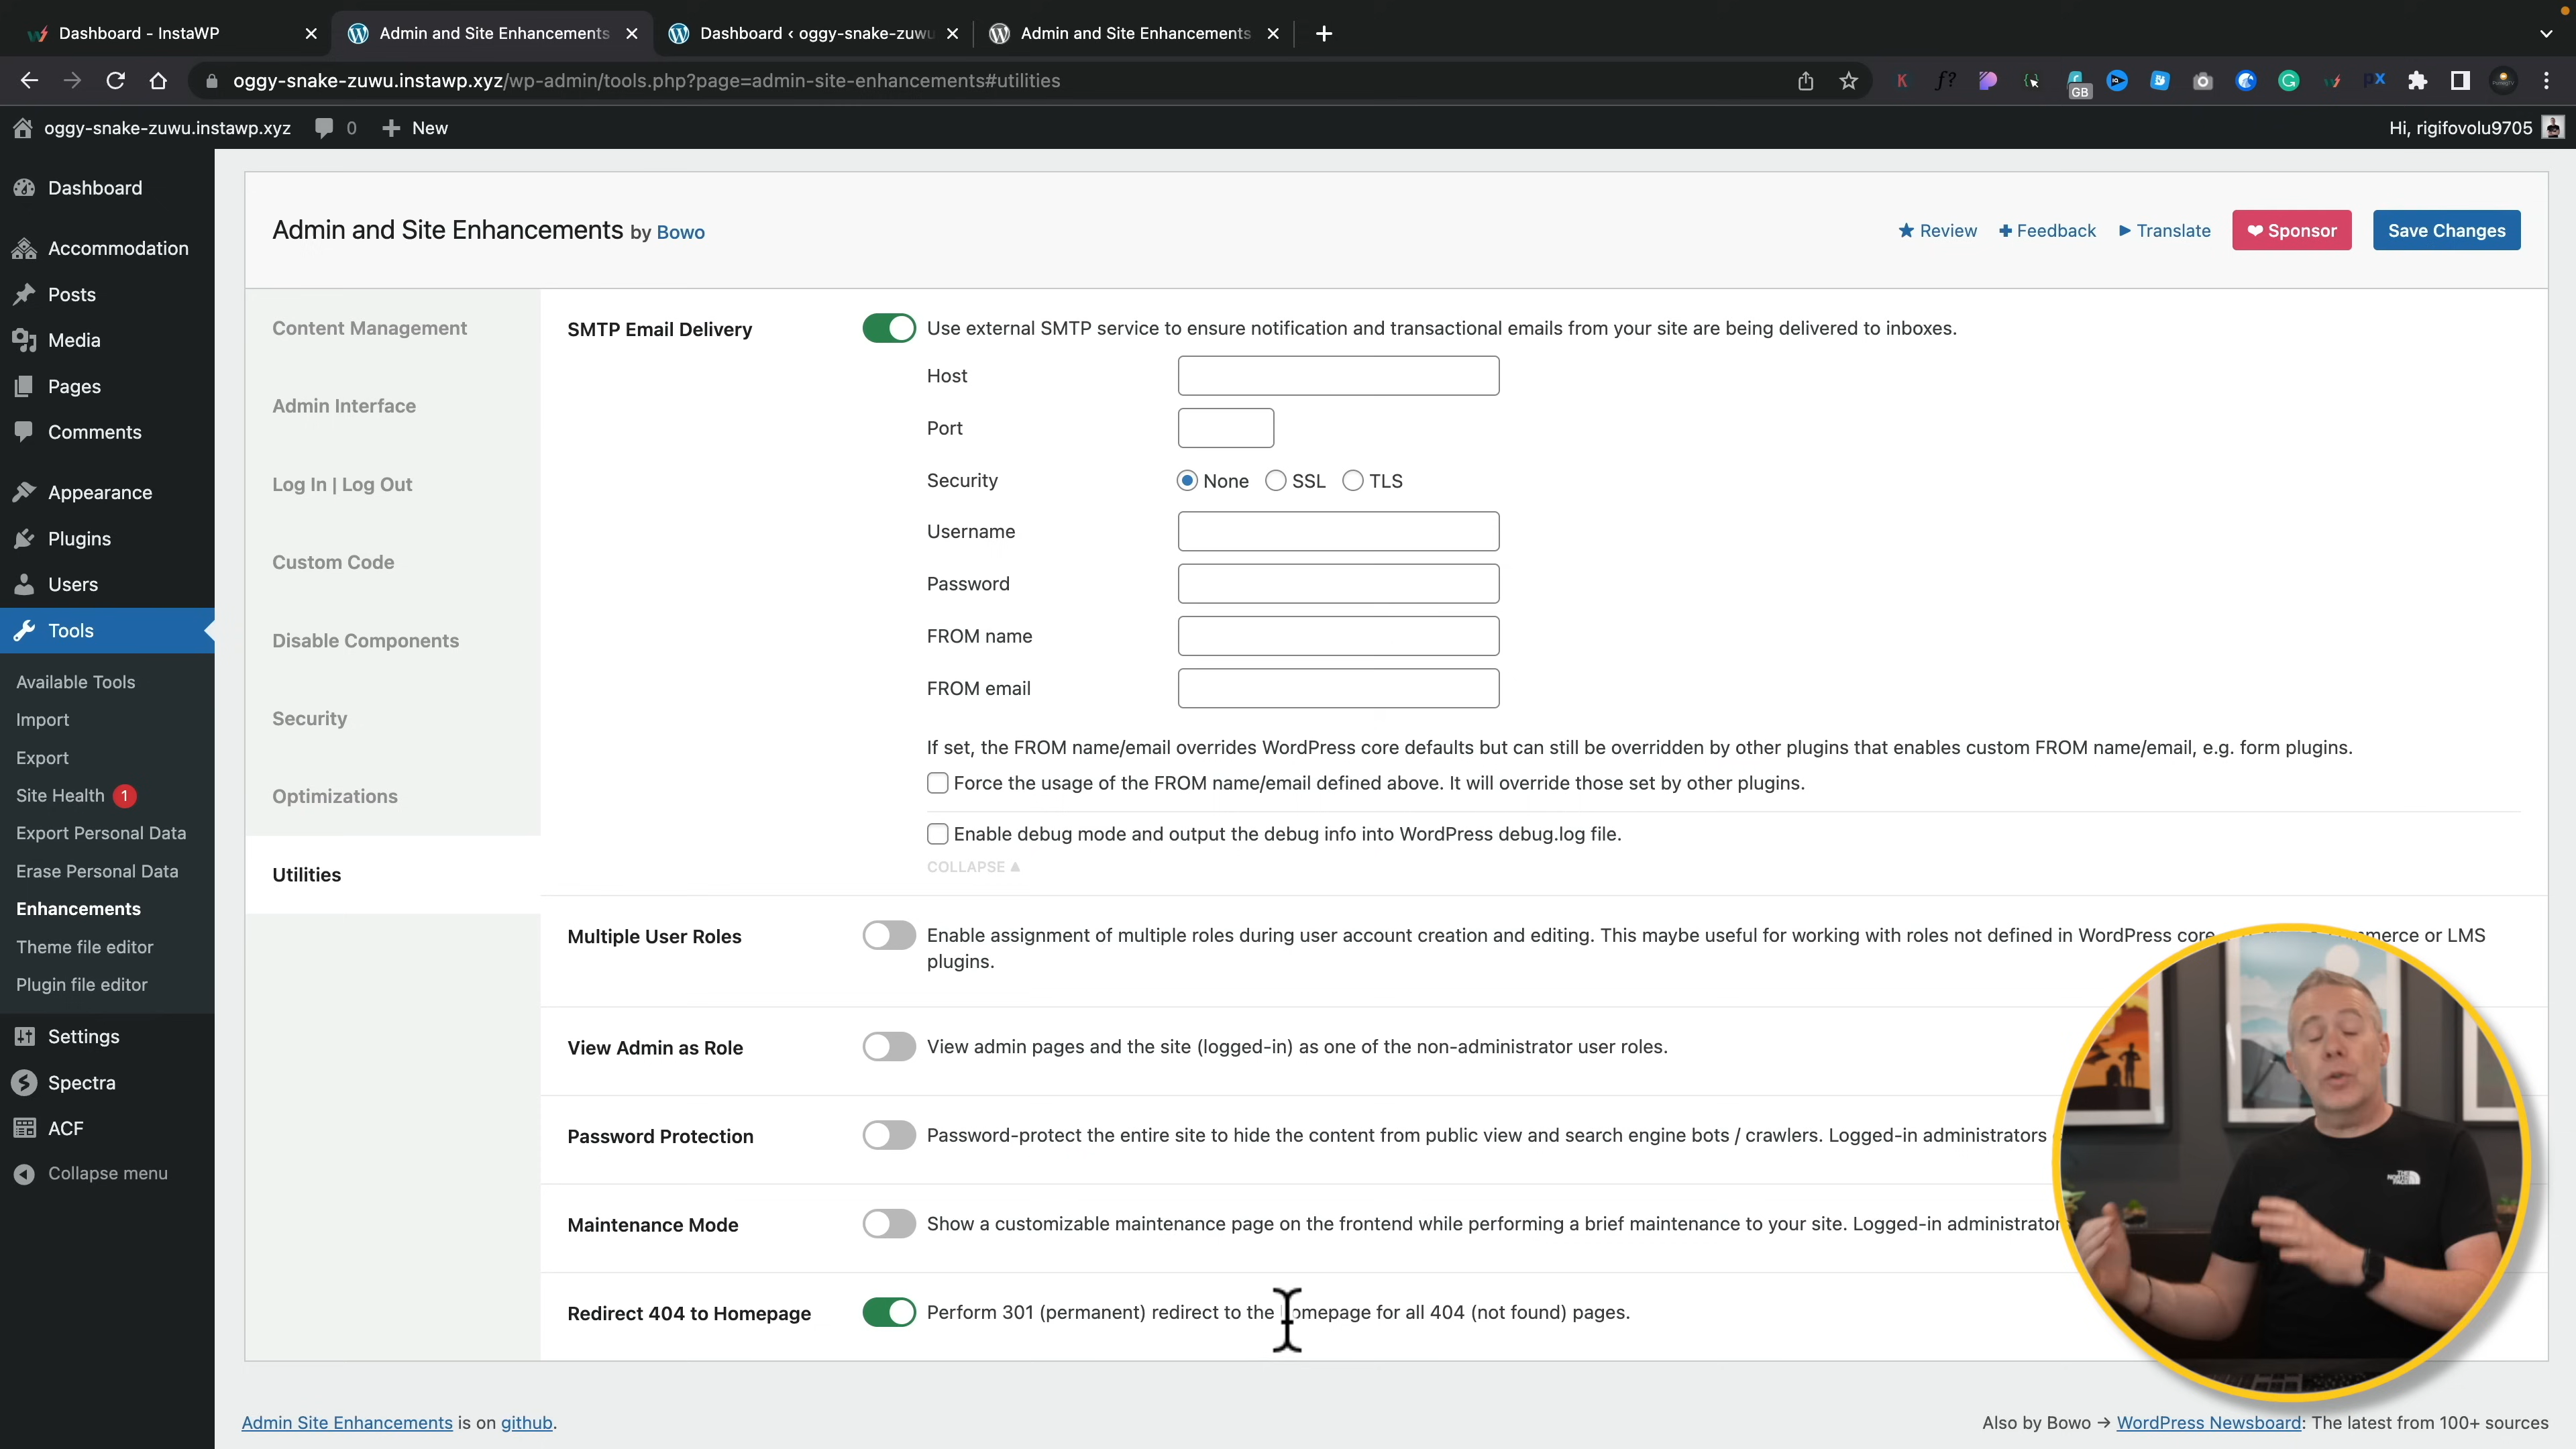 Dashboard - InstaWP
Admin and Site Enhancements
Dashboard ‹ oggy-snake-zuwu
Admin and Site Enhancements
oggy-snake-zuwu.instawp.xyz/wp-admin/tools.php?page=admin-site-enhancements#utilities
GB
oggy-snake-zuwu.instawp.xyz 0 New
Hi, rigifovolu9705
Dashboard
Accommodation
Posts
Media
Pages
Comments
Appearance
Plugins
Users
Tools
Available Tools
Import
Export
Site Health 1
Export Personal Data
Erase Personal Data
Enhancements
Theme file editor
Plugin file editor
Settings
Spectra
ACF
Collapse menu
Admin and Site Enhancements by Bowo
Review Feedback Translate Sponsor Save Changes
Content Management
Admin Interface
Log In | Log Out
Custom Code
Disable Components
Security
Optimizations
Utilities
SMTP Email Delivery
Use external SMTP service to ensure notification and transactional emails from your site are being delivered to inboxes.
Host
Port
Security None SSL TLS
Username
Password
FROM name
FROM email
If set, the FROM name/email overrides WordPress core defaults but can still be overridden by other plugins that enables custom FROM name/email, e.g. form plugins.
Force the usage of the FROM name/email defined above. It will override those set by other plugins.
Enable debug mode and output the debug info into WordPress debug.log file.
COLLAPSE ▲
Multiple User Roles
Enable assignment of multiple roles during user account creation and editing. This maybe useful for working with roles not defined in WordPress core or LMS
plugins.
View Admin as Role
View admin pages and the site (logged-in) as one of the non-administrator user roles.
Password Protection
Password-protect the entire site to hide the content from public view and search engine bots / crawlers. Logged-in administrators
Maintenance Mode
Show a customizable maintenance page on the frontend while performing a brief maintenance to your site. Logged-in administrators
Redirect 404 to Homepage
Perform 301 (permanent) redirect to the homepage for all 404 (not found) pages.
THE NORTH FACE
Admin Site Enhancements is on github.
Also by Bowo → WordPress Newsboard: The latest from 100+ sources